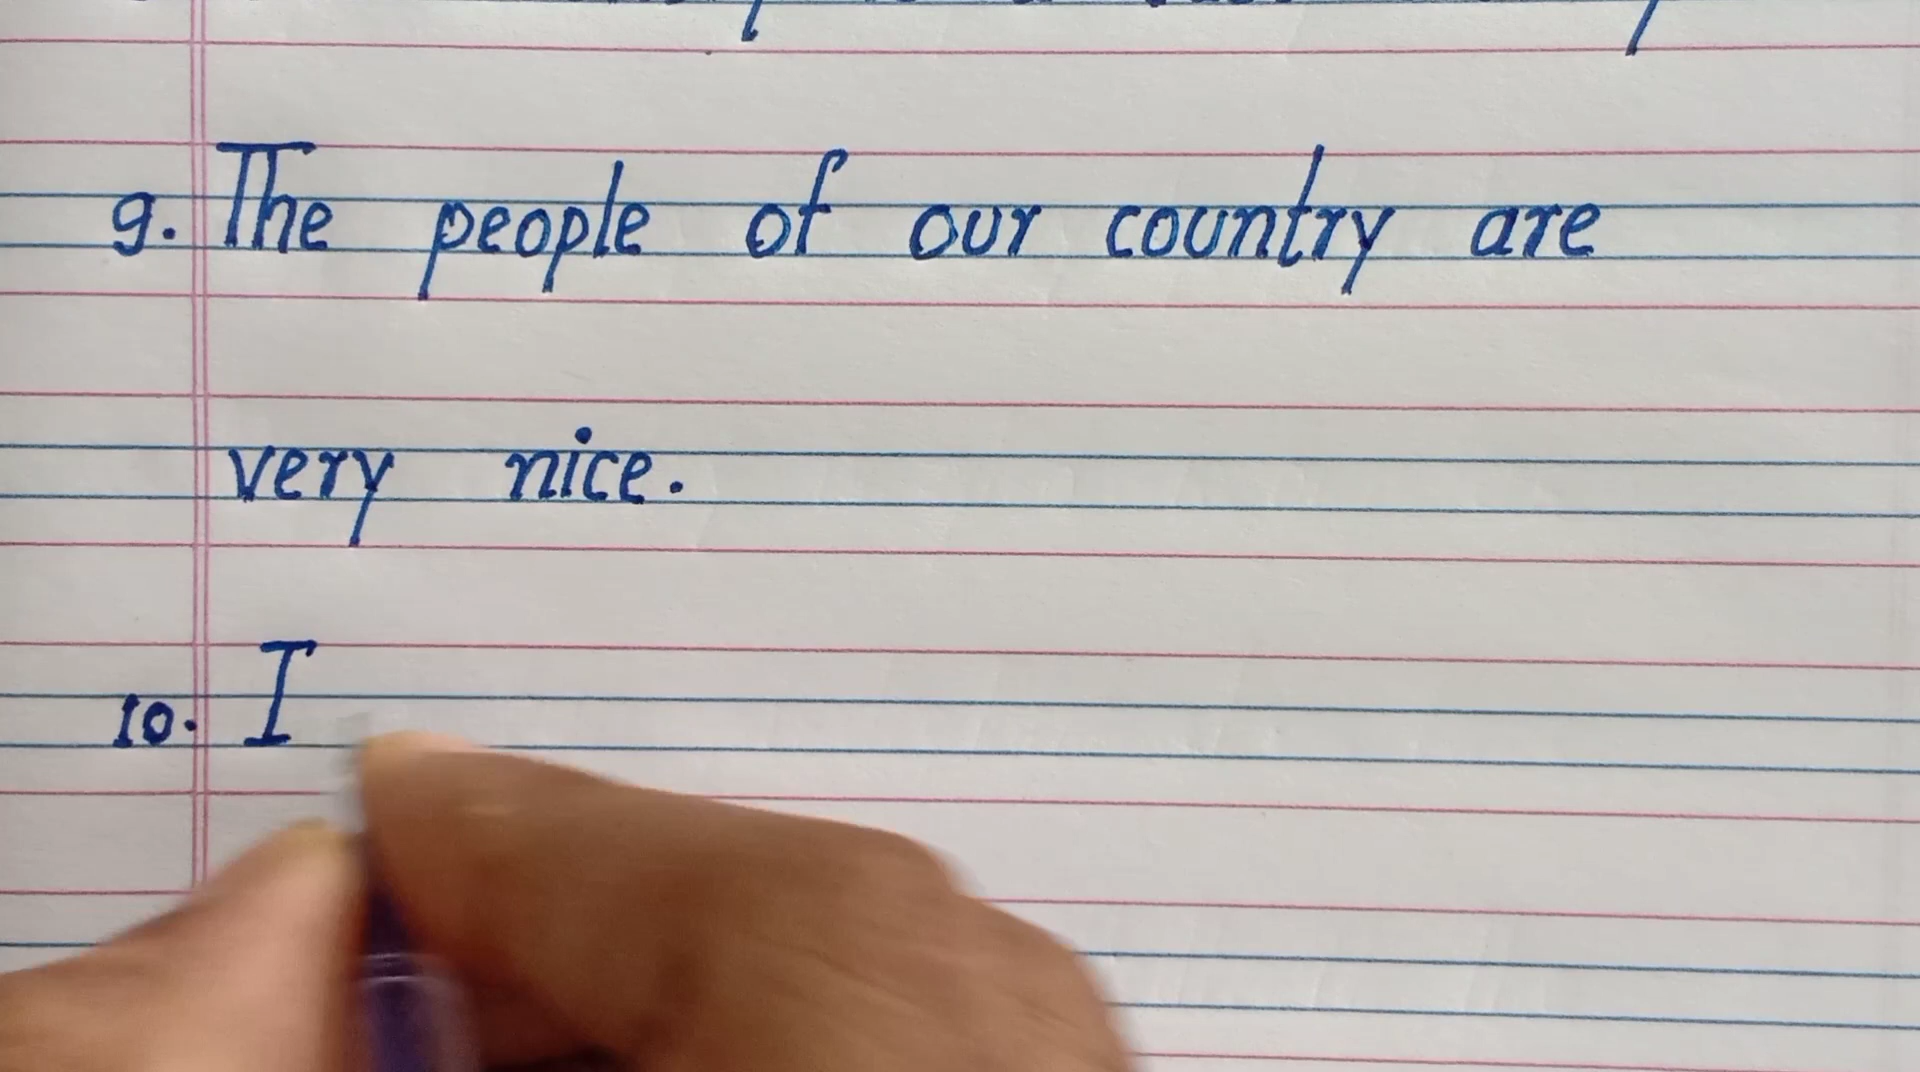 9. The people of our country are
very nice.
10. I